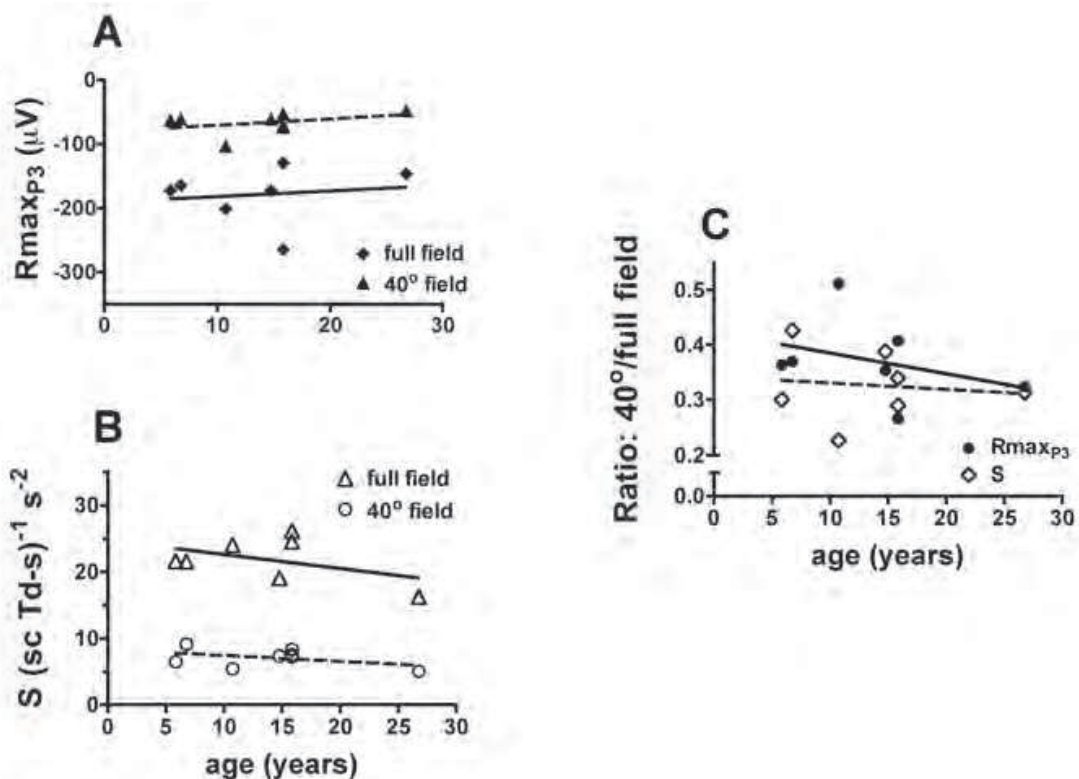 A
Rmax_P3 (μV)
0
-100
-200
-300
full field
40° field
0 10 20 30
B
S (sc Td-s)^-1 s^-2
30
20
10
0
full field
40° field
0 5 10 15 20 25 30
age (years)
C
Ratio: 40°/full field
0.5
0.4
0.3
0.2
0.0
Rmax_P3
S
0 5 10 15 20 25 30
age (years)